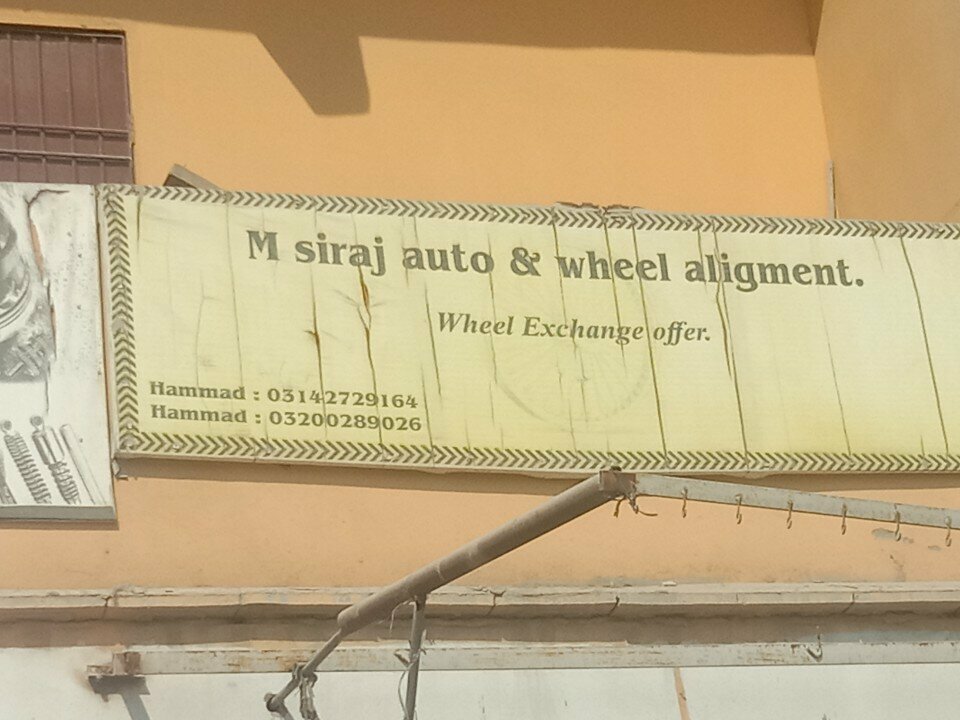 M siraj auto & wheel aligment.
Wheel Exchange offer.
Hammad : 03142729164
Hammad : 03200289026